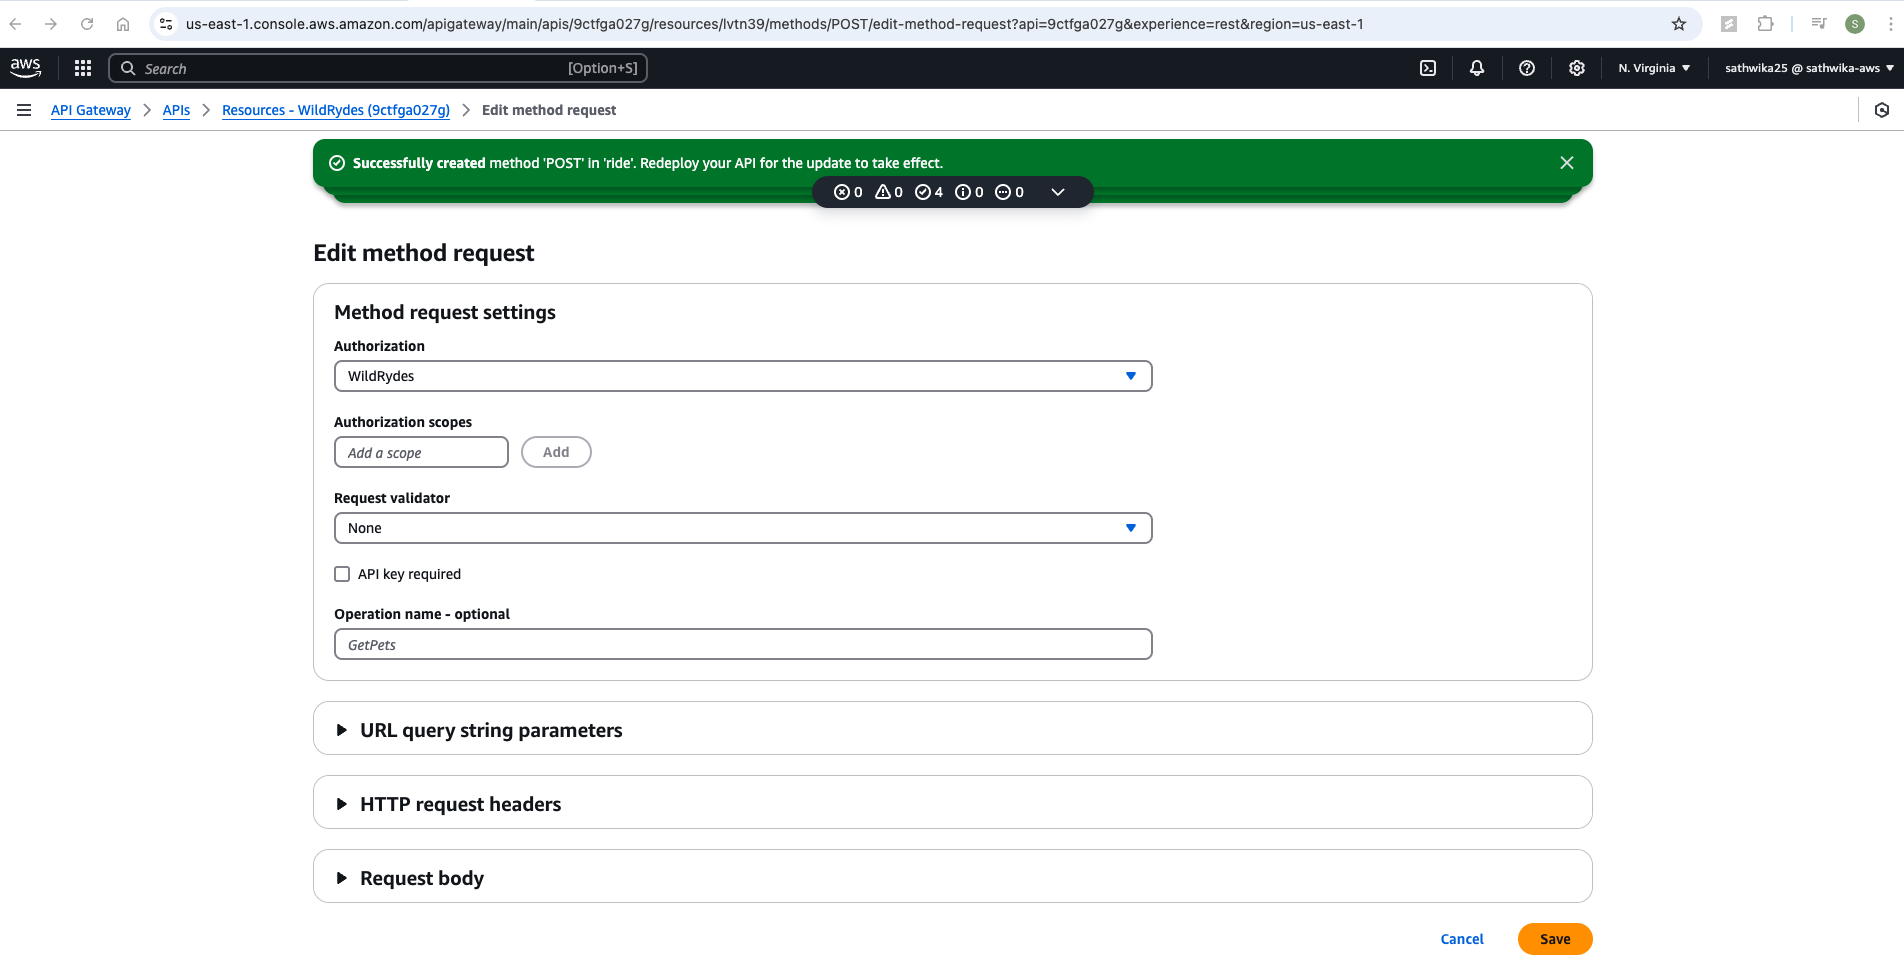 us-east-1.console.aws.amazon.com/apigateway/main/apis/9ctfga027g/resources/lvtn39/methods/POST/edit-method-request?api=9ctfga027g&experience=rest&region=us-east-1
S
aws
Search
[Option+S]
N. Virginia
sathwika25 @ sathwika-aws
API Gateway
APIs
Resources - WildRydes (9ctfga027g)
Edit method request
Successfully created method 'POST' in 'ride'. Redeploy your API for the update to take effect.
0 0 4 0 0
Edit method request
Method request settings
Authorization
WildRydes
Authorization scopes
Add a scope
Add
Request validator
None
API key required
Operation name - optional
GetPets
URL query string parameters
HTTP request headers
Request body
Cancel
Save